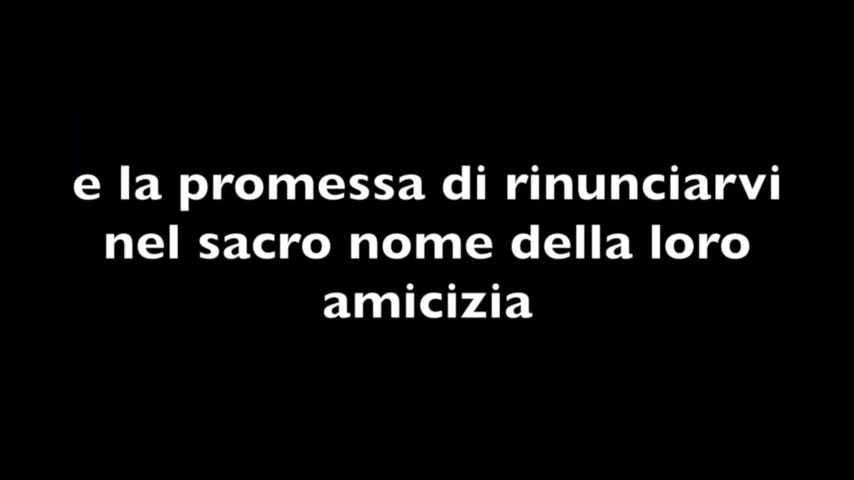 e la promessa di rinunciarvi
nel sacro nome della loro
amicizia